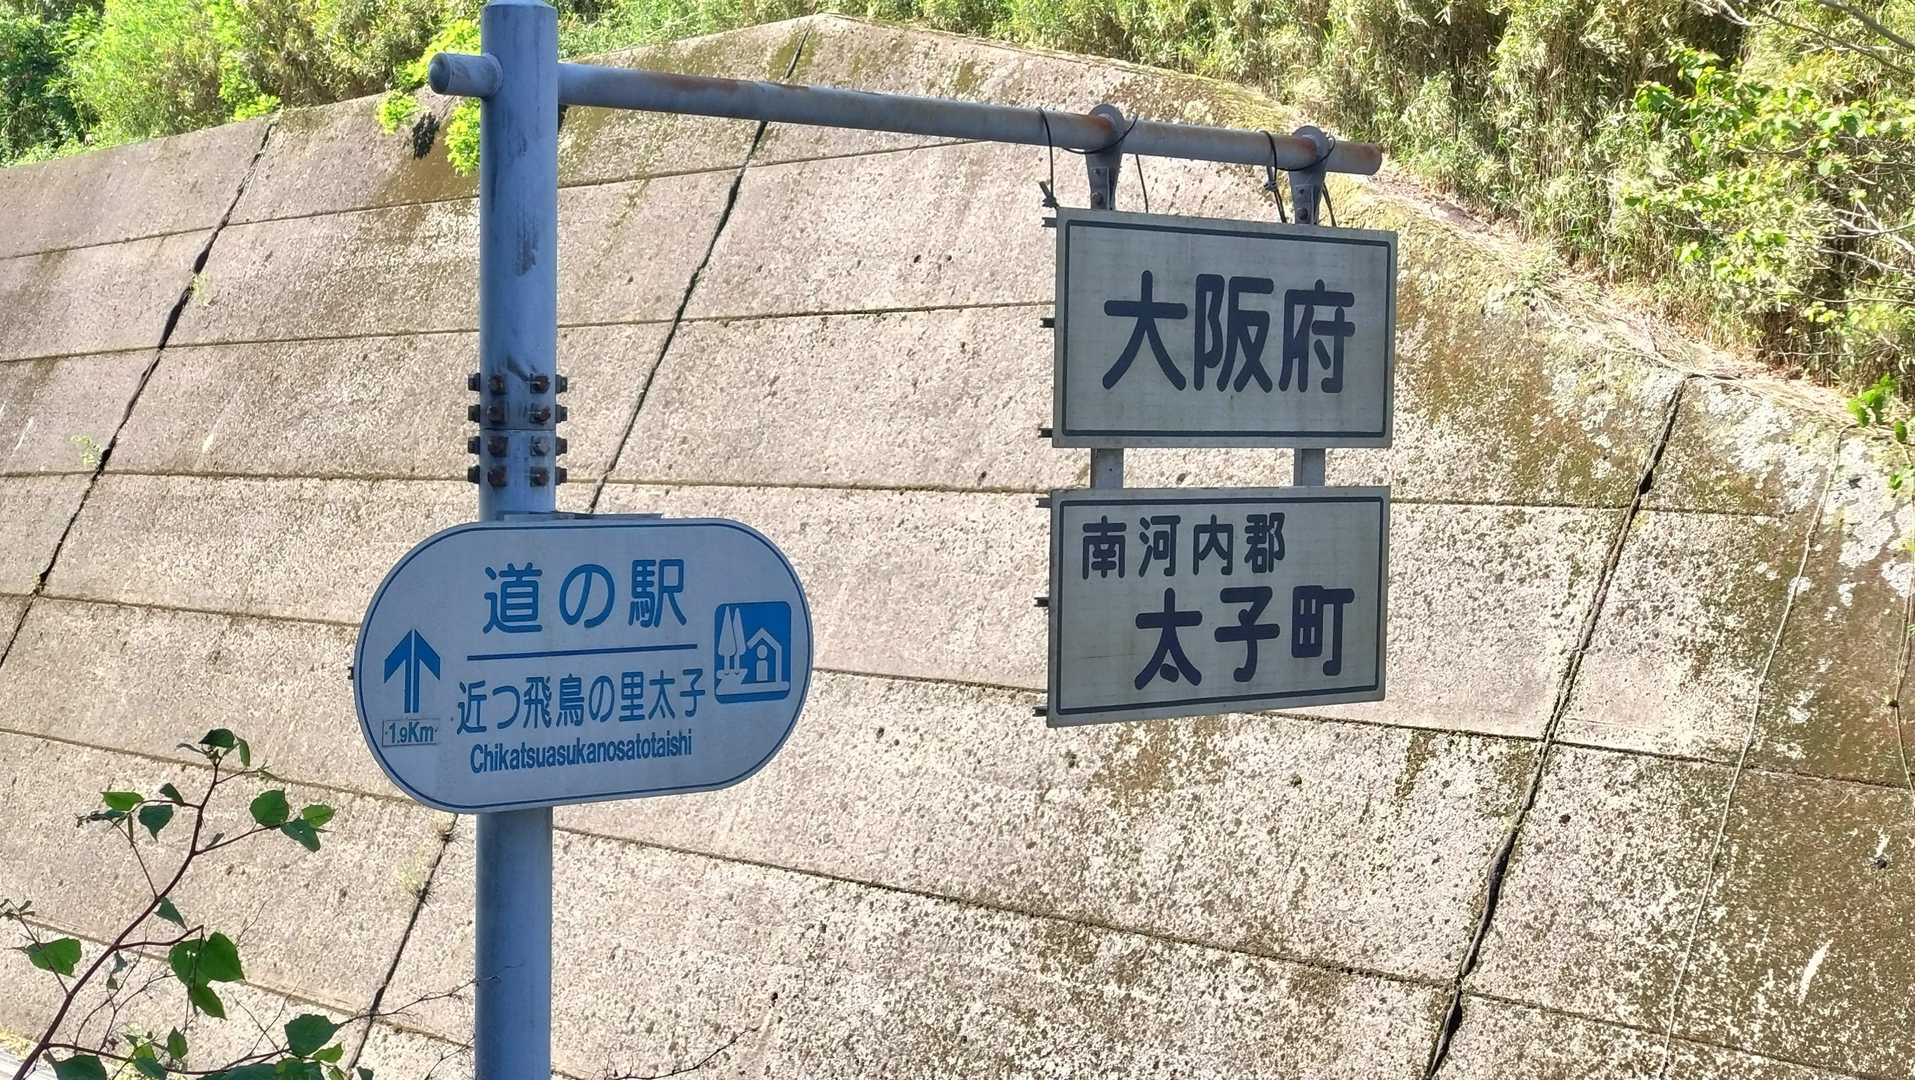 大阪府
南河内郡
太子町
道の駅
近つ飛鳥の里太子
Chikatsuasukanosatotaishi
1.9Km